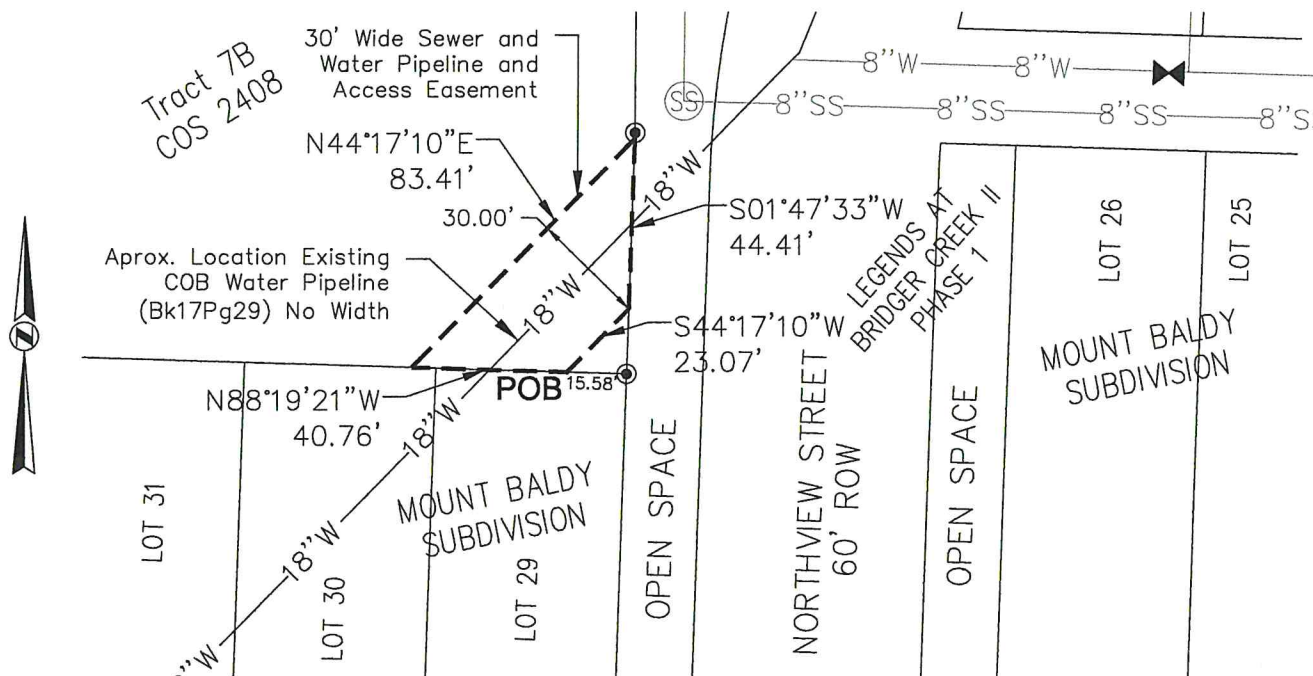 30' Wide Sewer and
Water Pipeline and
Access Easement
Tract 7B
COS 2408
N44°17'10"E
83.41'
30.00'
Aprox. Location Existing
COB Water Pipeline
(Bk17Pg29) No Width
SS
8"W
8"W
8"SS
8"SS
8"SS
8"S
18"W
S01°47'33"W
44.41'
18"W
S44°17'10"W
23.07'
LEGENDS AT
BRIDGER CREEK II
PHASE 1
LOT 26
LOT 25
N88°19'21"W
40.76'
POB
15.58'
18"W
MOUNT BALDY
SUBDIVISION
LOT 31
18"W
LOT 30
MOUNT BALDY
SUBDIVISION
LOT 29
OPEN SPACE
NORTHVIEW STREET
60' ROW
OPEN SPACE
"W